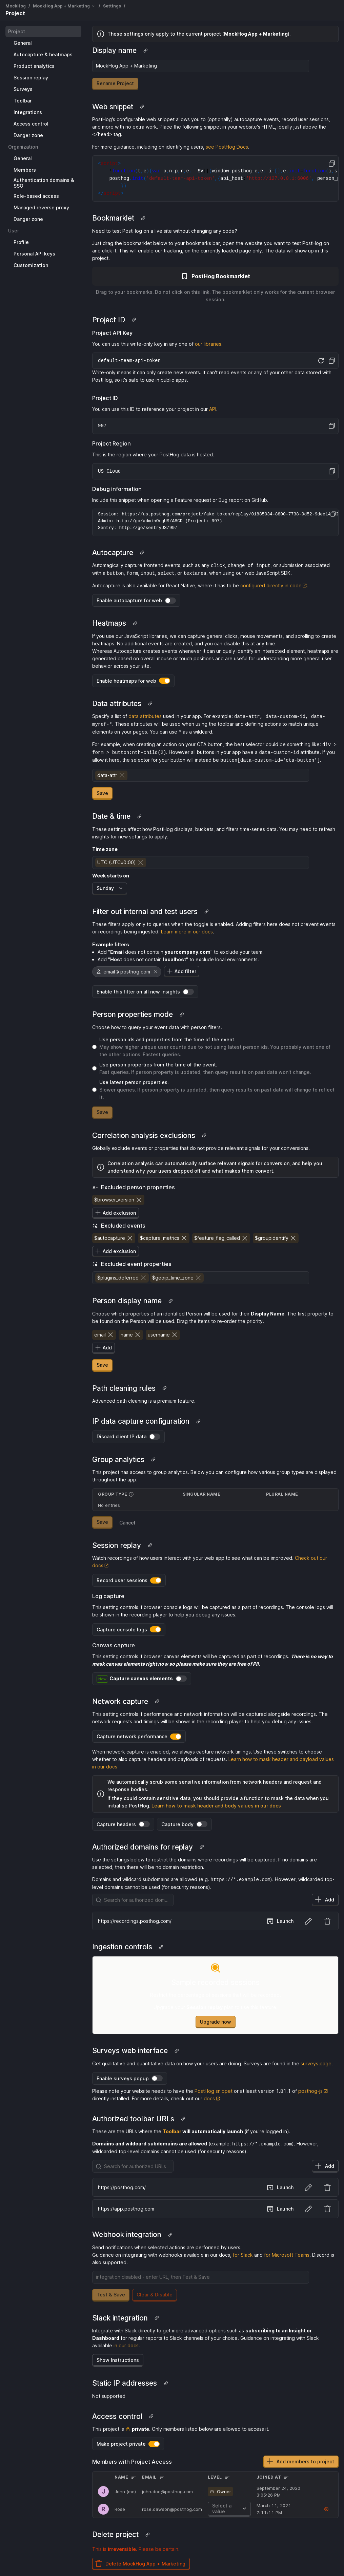 MockHog / MockHog App + Marketing / Settings /
Project
Project
General
Autocapture & heatmaps
Product analytics
Session replay
Surveys
Toolbar
Integrations
Access control
Danger zone
Organization
General
Members
Authentication domains &
SSO
Role-based access
Managed reverse proxy
Danger zone
User
Profile
Personal API keys
Customization
These settings only apply to the current project (MockHog App + Marketing).
Display name
MockHog App + Marketing
Rename Project
Web snippet
PostHog's configurable web snippet allows you to (optionally) autocapture events, record user sessions,
and more with no extra work. Place the following snippet in your website's HTML, ideally just above the
</head> tag.
For more guidance, including on identifying users, see PostHog Docs.
Bookmarklet
Need to test PostHog on a live site without changing any code?
Just drag the bookmarklet below to your bookmarks bar, open the website you want to test PostHog on
and click it. This will enable our tracking, on the currently loaded page only. The data will show up in this
project.
PostHog Bookmarklet
Drag to your bookmarks. Do not click on this link. The bookmarklet only works for the current browser
session.
Project ID
Project API Key
You can use this write-only key in any one of our libraries.
default-team-api-token
Write-only means it can only create new events. It can't read events or any of your other data stored with
PostHog, so it's safe to use in public apps.
Project ID
You can use this ID to reference your project in our API.
997
Project Region
This is the region where your PostHog data is hosted.
US Cloud
Debug information
Include this snippet when opening a Feature request or Bug report on GitHub.
Admin: http://go/adminOrgUS/ABCD (Project: 997)
Sentry: http://go/sentryUS/997
Autocapture
Automagically capture frontend events, such as any click, change of input, or submission associated
with a button, form, input, select, or textarea, when using our web JavaScript SDK.
Autocapture is also available for React Native, where it has to be configured directly in code.
Enable autocapture for web
Heatmaps
If you use our JavaScript libraries, we can capture general clicks, mouse movements, and scrolling to create
heatmaps. No additional events are created, and you can disable this at any time.
Whereas Autocapture creates events whenever it can uniquely identify an interacted element, heatmaps are
generated based on overall mouse or touch positions and are useful for understanding more general user
behavior across your site.
Enable heatmaps for web
Data attributes
Specify a list of data attributes used in your app. For example: data-attr, data-custom-id, data-
myref-*. These attributes will be used when using the toolbar and defining actions to match unique
elements on your pages. You can use * as a wildcard.
For example, when creating an action on your CTA button, the best selector could be something like: div >
form > button:nth-child(2). However all buttons in your app have a data-custom-id attribute. If you
allow it here, the selector for your button will instead be button[data-custom-id='cta-button'].
data-attr
Save
Date & time
These settings affect how PostHog displays, buckets, and filters time-series data. You may need to refresh
insights for new settings to apply.
Time zone
UTC (UTC±0:00)
Week starts on
Sunday
Filter out internal and test users
These filters apply only to queries when the toggle is enabled. Adding filters here does not prevent events
or recordings being ingested. Learn more in our docs.
Example filters
Add "Email does not contain yourcompany.com" to exclude your team.
Add "Host does not contain localhost" to exclude local environments.
email ∌ posthog.com
Add filter
Enable this filter on all new insights
Person properties mode
Choose how to query your event data with person filters.
Use person ids and properties from the time of the event.
May show higher unique user counts due to not using latest person ids. You probably want one of
the other options. Fastest queries.
Use person properties from the time of the event.
Fast queries. If person property is updated, then query results on past data won't change.
Use latest person properties.
Slower queries. If person property is updated, then query results on past data will change to reflect
it.
Save
Correlation analysis exclusions
Globally exclude events or properties that do not provide relevant signals for your conversions.
Correlation analysis can automatically surface relevant signals for conversion, and help you
understand why your users dropped off and what makes them convert.
Excluded person properties
$browser_version
Add exclusion
Excluded events
$autocapture $capture_metrics $feature_flag_called $groupidentify
Add exclusion
Excluded event properties
$plugins_deferred $geoip_time_zone
Person display name
Choose which properties of an identified Person will be used for their Display Name. The first property to
be found on the Person will be used. Drag the items to re-order the priority.
email name username
Add
Save
Path cleaning rules
Advanced path cleaning is a premium feature.
IP data capture configuration
Discard client IP data
Group analytics
This project has access to group analytics. Below you can configure how various group types are displayed
throughout the app.
GROUP TYPE SINGULAR NAME PLURAL NAME
No entries
Save Cancel
Session replay
Watch recordings of how users interact with your web app to see what can be improved. Check out our
docs
Record user sessions
Log capture
This setting controls if browser console logs will be captured as a part of recordings. The console logs will
be shown in the recording player to help you debug any issues.
Capture console logs
Canvas capture
This setting controls if browser canvas elements will be captured as part of recordings. There is no way to
mask canvas elements right now so please make sure they are free of PII.
Capture canvas elements
Network capture
This setting controls if performance and network information will be captured alongside recordings. The
network requests and timings will be shown in the recording player to help you debug any issues.
Capture network performance
When network capture is enabled, we always capture network timings. Use these switches to choose
whether to also capture headers and payloads of requests. Learn how to mask header and payload values
in our docs
We automatically scrub some sensitive information from network headers and request and
response bodies.
If they could contain sensitive data, you should provide a function to mask the data when you
initialise PostHog. Learn how to mask header and body values in our docs
Capture headers Capture body
Authorized domains for replay
Use the settings below to restrict the domains where recordings will be captured. If no domains are
selected, then there will be no domain restriction.
Domains and wildcard subdomains are allowed (e.g. https://*.example.com). However, wildcarded top-
level domains cannot be used (for security reasons).
Search for authorized dom...
Add
https://recordings.posthog.com/
Launch
Ingestion controls
Upgrade now
Surveys web interface
Get qualitative and quantitative data on how your users are doing. Surveys are found in the surveys page.
Enable surveys popup
Please note your website needs to have the PostHog snippet or at least version 1.81.1 of posthog-js
directly installed. For more details, check out our docs.
Authorized toolbar URLs
These are the URLs where the Toolbar will automatically launch (if you're logged in).
Domains and wildcard subdomains are allowed (example: https://*.example.com). However,
wildcarded top-level domains cannot be used (for security reasons).
Search for authorized URLs
Add
https://posthog.com/
Launch
https://app.posthog.com
Launch
Webhook integration
Send notifications when selected actions are performed by users.
Guidance on integrating with webhooks available in our docs, for Slack and for Microsoft Teams. Discord is
also supported.
integration disabled - enter URL, then Test & Save
Test & Save Clear & Disable
Slack integration
Integrate with Slack directly to get more advanced options such as subscribing to an Insight or
Dashboard for regular reports to Slack channels of your choice. Guidance on integrating with Slack
available in our docs.
Show Instructions
Static IP addresses
Not supported
Access control
This project is private. Only members listed below are allowed to access it.
Make project private
Members with Project Access
Add members to project
NAME EMAIL LEVEL JOINED AT
J John (me) john.doe@posthog.com Owner September 24, 2020
3:05:26 PM
R Rose rose.dawson@posthog.com Select a
value
March 11, 2021
7:11:11 PM
Delete project
This is irreversible. Please be certain.
Delete MockHog App + Marketing